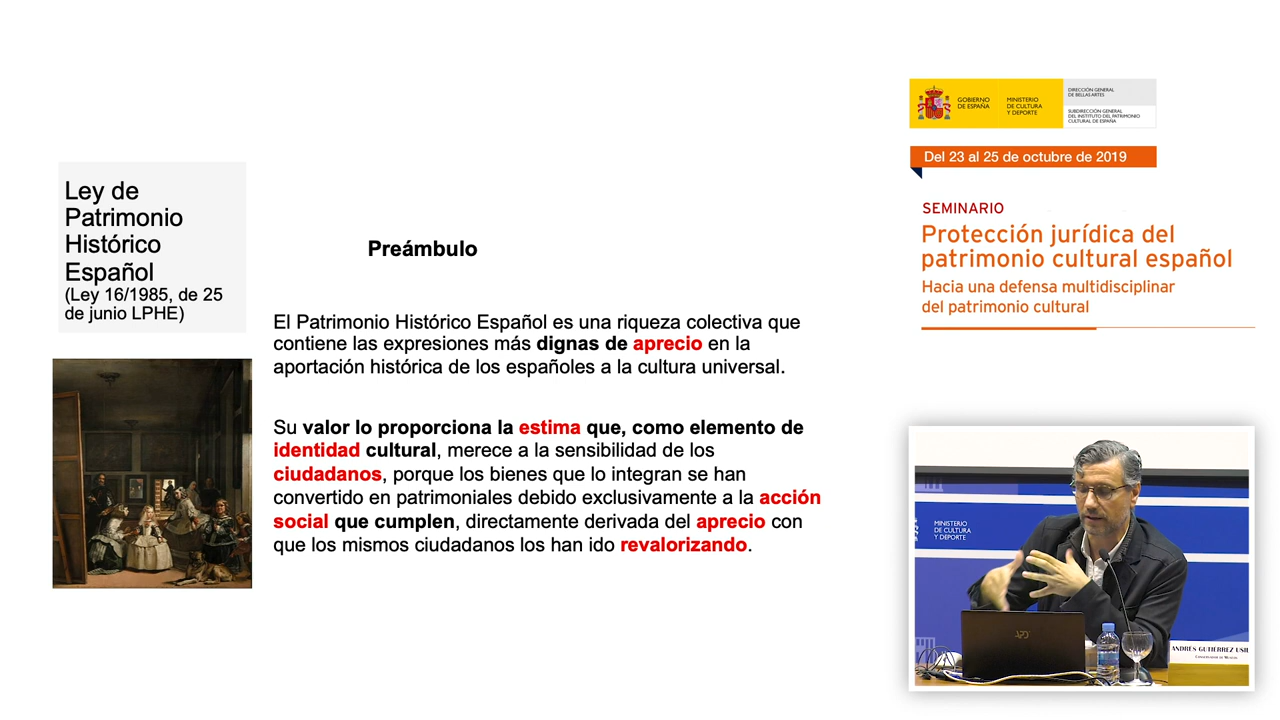 Ley de
Patrimonio
Histórico
Español
(Ley 16/1985, de 25
de junio LPHE)
Preámbulo
El Patrimonio Histórico Español es una riqueza colectiva que
contiene las expresiones más dignas de aprecio en la
aportación histórica de los españoles a la cultura universal.
Su valor lo proporciona la estima que, como elemento de
identidad cultural, merece a la sensibilidad de los
ciudadanos, porque los bienes que lo integran se han
convertido en patrimoniales debido exclusivamente a la acción
social que cumplen, directamente derivada del aprecio con
que los mismos ciudadanos los han ido revalorizando.
GOBIERNO
DE ESPAÑA
MINISTERIO
DE CULTURA
Y DEPORTE
DIRECCIÓN GENERAL
DE BELLAS ARTES
SUBDIRECCIÓN GENERAL
DEL INSTITUTO DEL PATRIMONIO
CULTURAL DE ESPAÑA
Del 23 al 25 de octubre de 2019
SEMINARIO
Protección jurídica del
patrimonio cultural español
Hacia una defensa multidisciplinar
del patrimonio cultural
MINISTERIO
DE CULTURA
Y DEPORTE
ANDRÉS GUTIÉRREZ USIL
Conservador de Museos